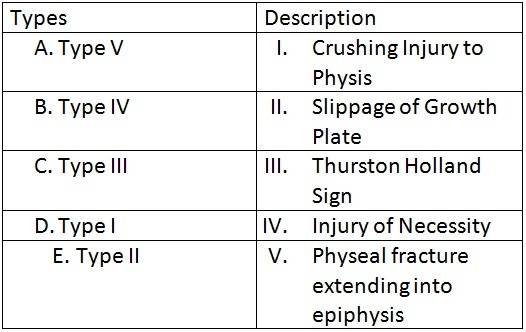 Types Description
A. Type V I. Crushing Injury to
Physis
B. Type IV II. Slippage of Growth
Plate
C. Type III III. Thurston Holland
Sign
D. Type I IV. Injury of Necessity
E. Type II V. Physeal fracture
extending into
epiphysis